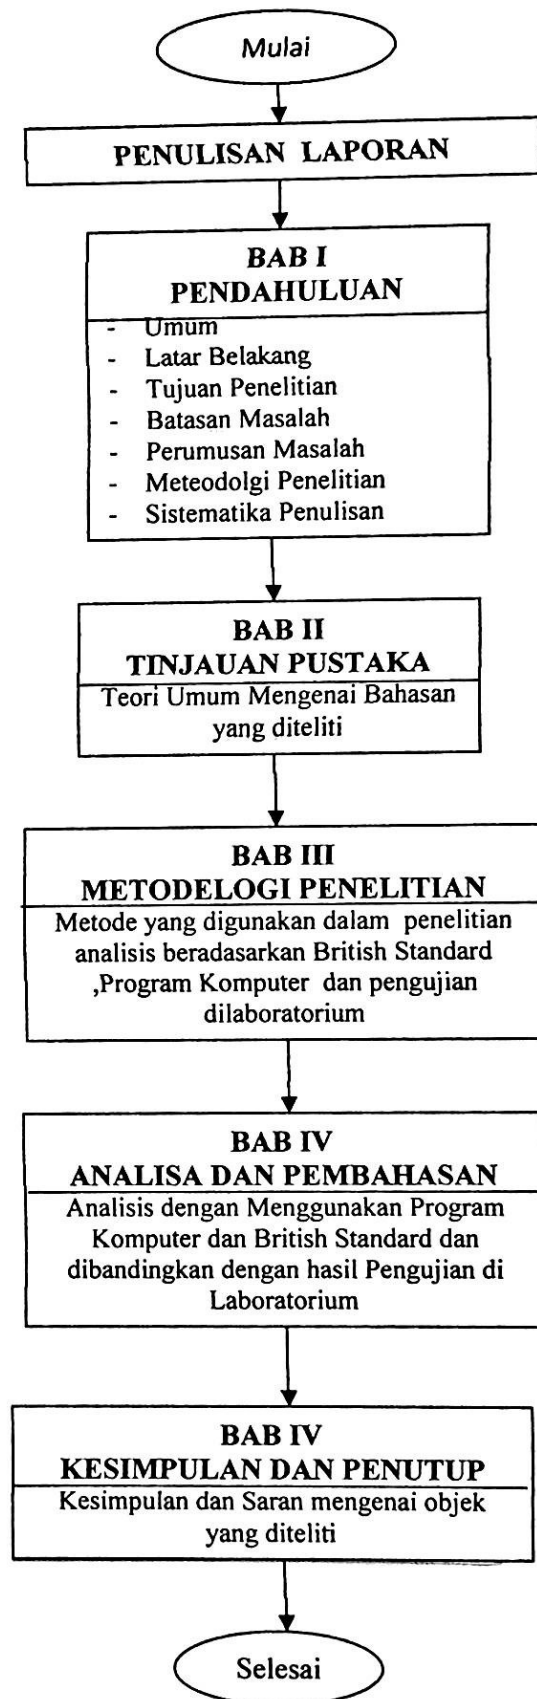 Mulai
PENULISAN LAPORAN
BAB I
PENDAHULUAN
- Umum
- Latar Belakang
- Tujuan Penelitian
- Batasan Masalah
- Perumusan Masalah
- Meteodolgi Penelitian
- Sistematika Penulisan
BAB II
TINJAUAN PUSTAKA
Teori Umum Mengenai Bahasan
yang diteliti
BAB III
METODELOGI PENELITIAN
Metode yang digunakan dalam penelitian
analisis beradasarkan British Standard
,Program Komputer dan pengujian
dilaboratorium
BAB IV
ANALISA DAN PEMBAHASAN
Analisis dengan Menggunakan Program
Komputer dan British Standard dan
dibandingkan dengan hasil Pengujian di
Laboratorium
BAB IV
KESIMPULAN DAN PENUTUP
Kesimpulan dan Saran mengenai objek
yang diteliti
Selesai